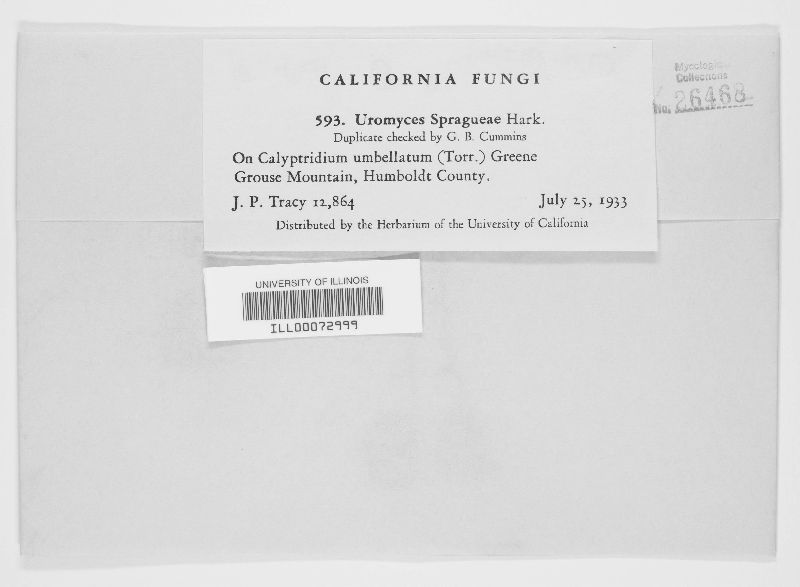 CALIFORNIA FUNGI
593. Uromyces Spragueae Hark.
Duplicate checked by G. B. Cummins
On Calyptridium umbellatum (Torr.) Greene
Grouse Mountain, Humboldt County.
J. P. Tracy 12,864 July 25, 1933
Distributed by the Herbarium of the University of California
Mycological
Collections
No. 26468
UNIVERSITY OF ILLINOIS
ILL00072999